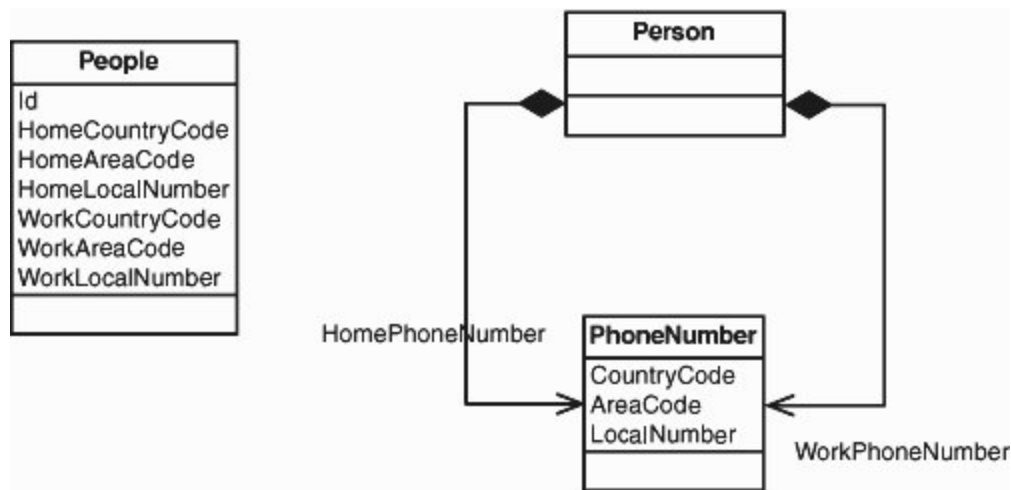 People
Id
HomeCountryCode
HomeAreaCode
HomeLocalNumber
WorkCountryCode
WorkAreaCode
WorkLocalNumber
Person
HomePhoneNumber
PhoneNumber
CountryCode
AreaCode
LocalNumber
WorkPhoneNumber